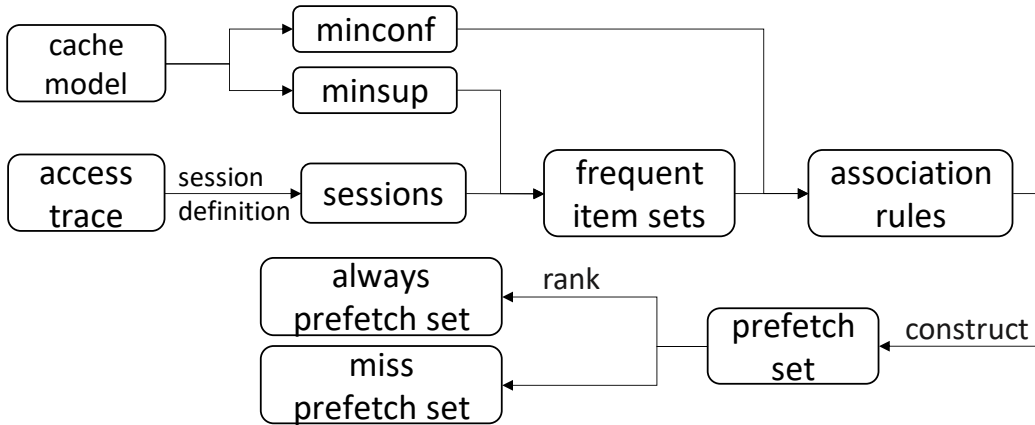 cache
model
minconf
minsup
access
trace
session
definition
sessions
frequent
item sets
association
rules
always
prefetch set
rank
miss
prefetch set
prefetch
set
construct